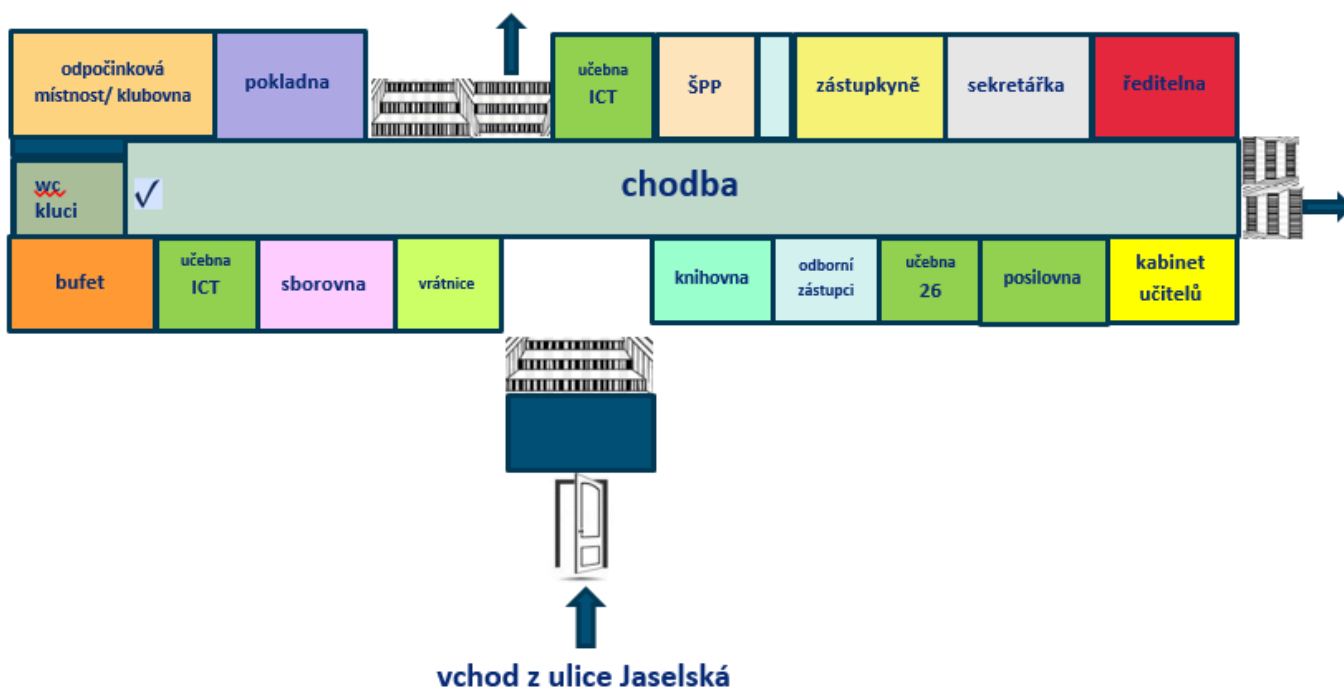 odpočinková
místnost/ klubovna
pokladna
učebna
ICT
ŠPP
zástupkyně
sekretářka
ředitelna
wc
kluci
✓
chodba
bufet
učebna
ICT
sborovna
vrátnice
knihovna
odborní
zástupci
učebna
26
posilovna
kabinet
učitelů
vchod z ulice Jaselská